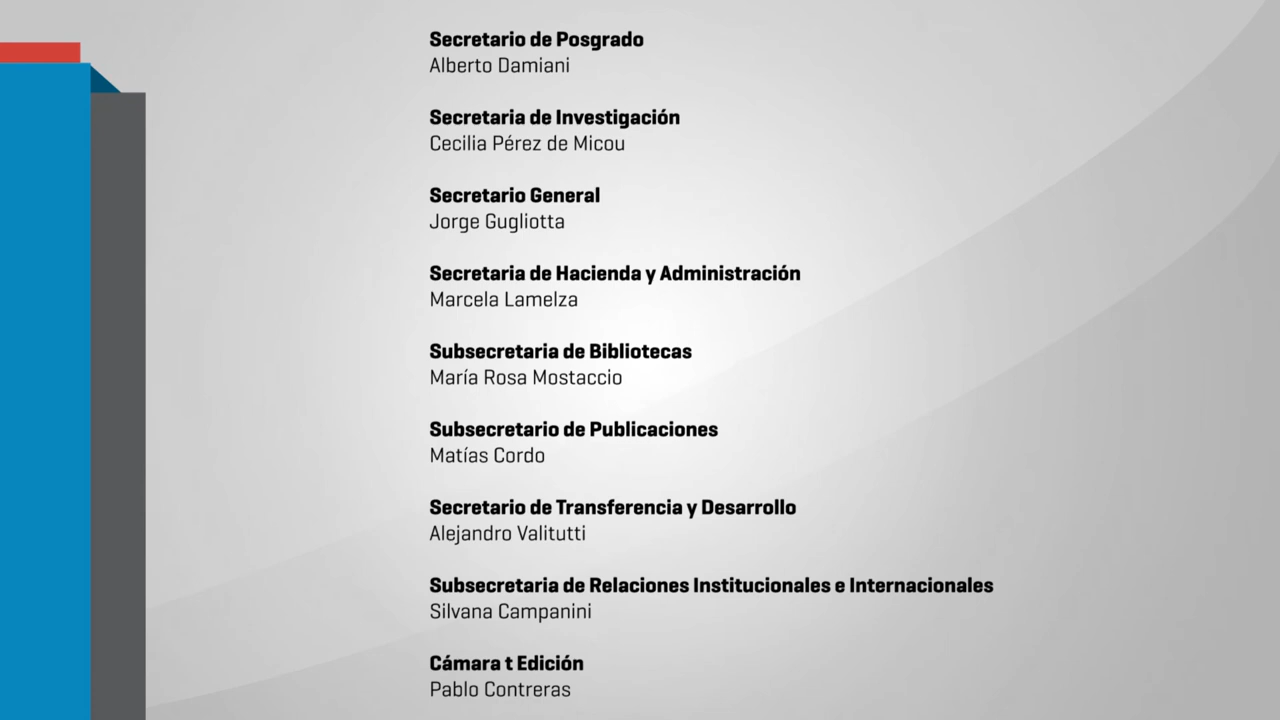 Secretario de Posgrado
Alberto Damiani
Secretaria de Investigación
Cecilia Pérez de Micou
Secretario General
Jorge Gugliotta
Secretaria de Hacienda y Administración
Marcela Lamelza
Subsecretaria de Bibliotecas
María Rosa Mostaccio
Subsecretario de Publicaciones
Matías Cordo
Secretario de Transferencia y Desarrollo
Alejandro Valitutti
Subsecretaria de Relaciones Institucionales e Internacionales
Silvana Campanini
Cámara t Edición
Pablo Contreras